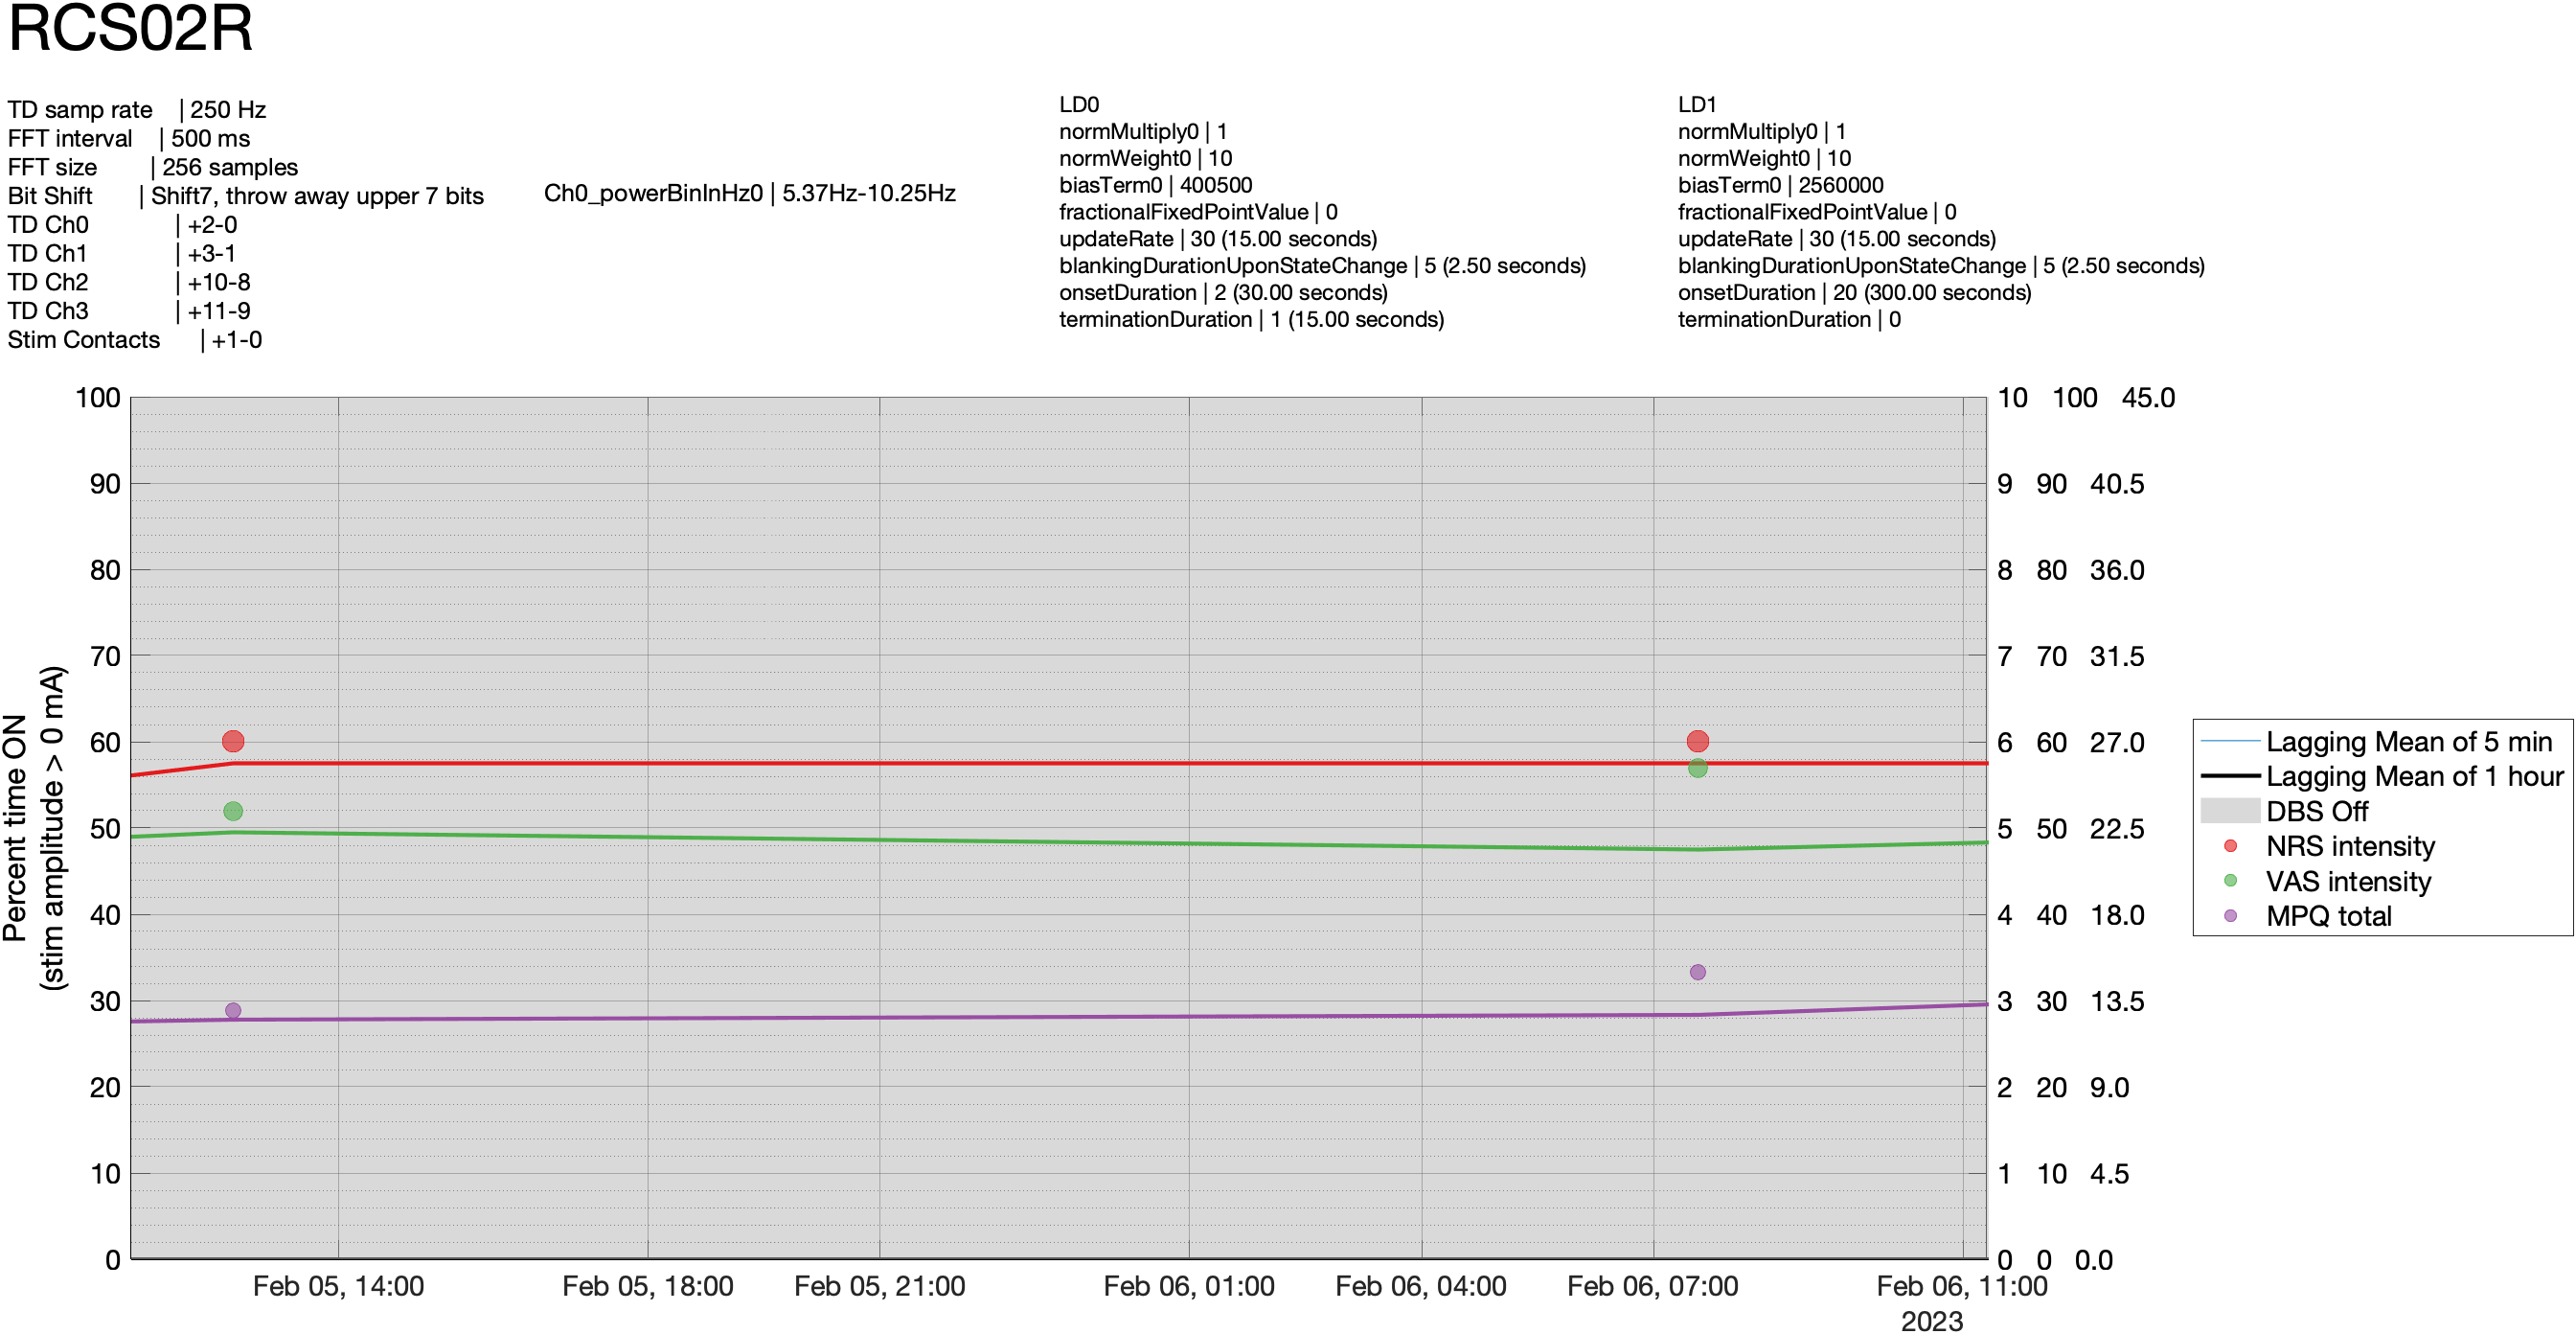 RCS02R
TD samp rate | 250 Hz
FFT interval | 500 ms
FFT size | 256 samples
Bit Shift | Shift7, throw away upper 7 bits
TD Ch0 | +2-0
TD Ch1 | +3-1
TD Ch2 | +10-8
TD Ch3 | +11-9
Stim Contacts | +1-0
Ch0_powerBinInHz0 | 5.37Hz-10.25Hz
LD0
normMultiply0 | 1
normWeight0 | 10
biasTerm0 | 400500
fractionalFixedPointValue | 0
updateRate | 30 (15.00 seconds)
blankingDurationUponStateChange | 5 (2.50 seconds)
onsetDuration | 2 (30.00 seconds)
terminationDuration | 1 (15.00 seconds)
LD1
normMultiply0 | 1
normWeight0 | 10
biasTerm0 | 2560000
fractionalFixedPointValue | 0
updateRate | 30 (15.00 seconds)
blankingDurationUponStateChange | 5 (2.50 seconds)
onsetDuration | 20 (300.00 seconds)
terminationDuration | 0
Percent time ON
(stim amplitude > 0 mA)
100
90
80
70
60
50
40
30
20
10
0
10 100 45.0
9 90 40.5
8 80 36.0
7 70 31.5
6 60 27.0
5 50 22.5
4 40 18.0
3 30 13.5
2 20 9.0
1 10 4.5
0 0 0.0
Feb 05, 14:00
Feb 05, 18:00
Feb 05, 21:00
Feb 06, 01:00
Feb 06, 04:00
Feb 06, 07:00
Feb 06, 11:00
2023
Lagging Mean of 5 min
Lagging Mean of 1 hour
DBS Off
NRS intensity
VAS intensity
MPQ total